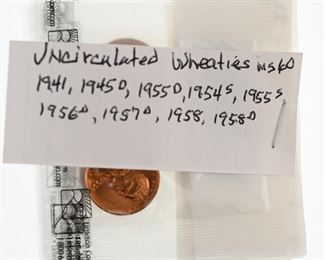 Uncirculated Wheaties ms60
1941, 1945D, 1955D, 1954S, 1955S
1956D, 1957D, 1958, 1958D